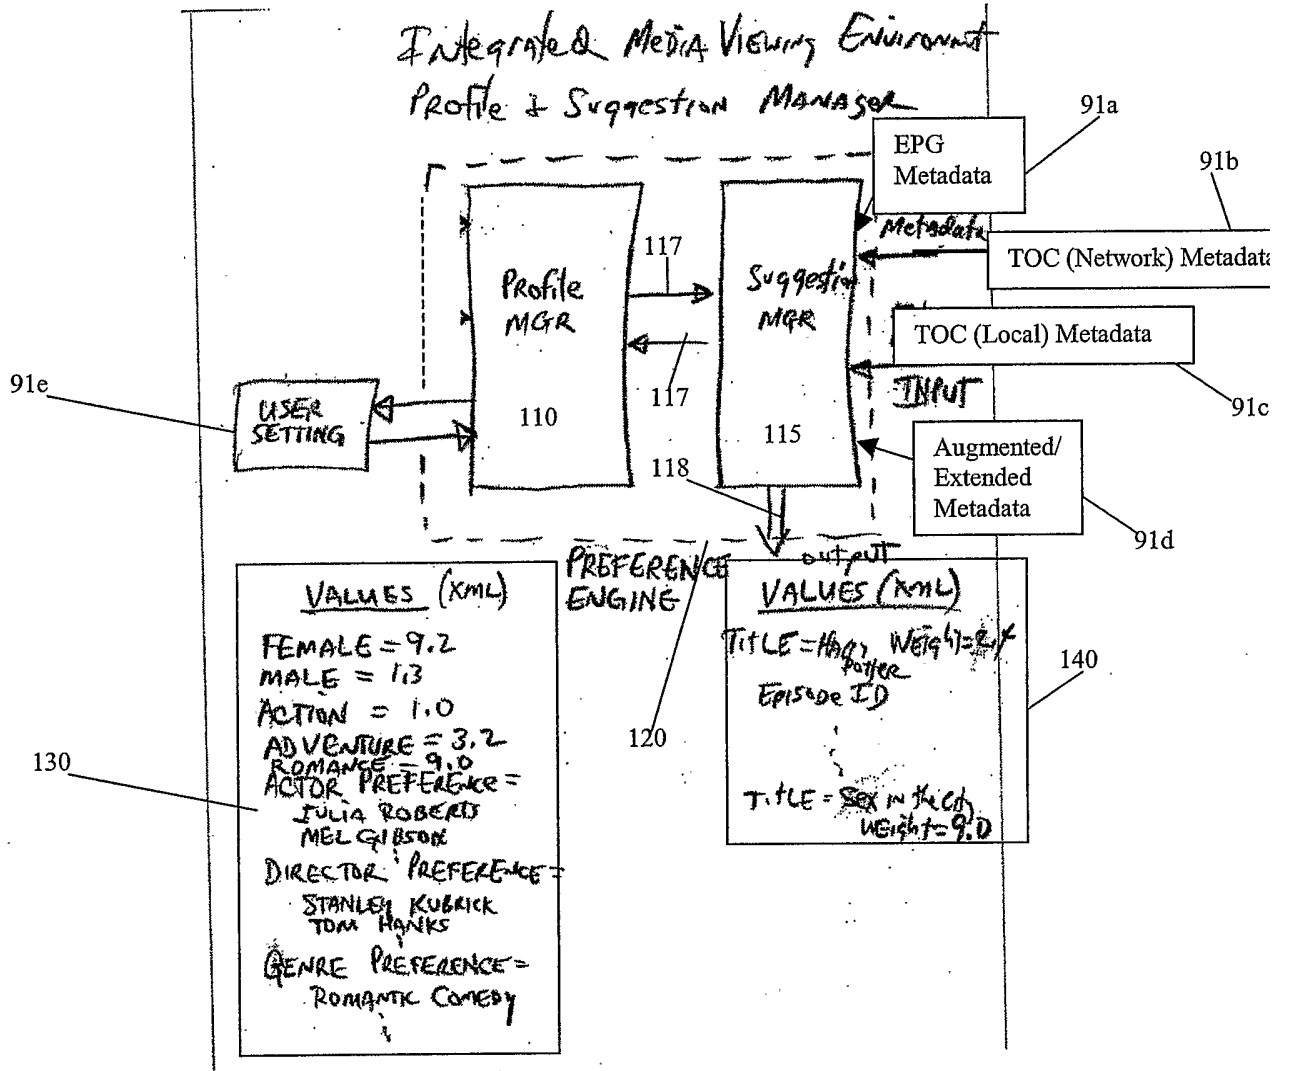 Integrated Media Viewing Environment
Profile & Suggestion Manager
91a
EPG
Metadata
91b
Metadata
TOC (Network) Metadata
117
Profile
MGR
Suggestion
MGR
TOC (Local) Metadata
91e
117
INPUT
91c
USER
SETTING
110
115
Augmented/
Extended
Metadata
118
91d
OUTPUT
PREFERENCE
ENGINE
VALUES (XML)
FEMALE = 9.2
MALE = 1.3
ACTION = 1.0
ADVENTURE = 3.2
ROMANCE = 9.0
ACTOR PREFERENCE =
JULIA ROBERTS
MEL GIBSON
DIRECTOR PREFERENCE =
STANLEY KUBRICK
TOM HANKS
GENRE PREFERENCE =
ROMANTIC COMEDY
130
120
VALUES (XML)
TITLE = Harry Potter Weight =
Episode ID
TITLE = Sex in the City
Weight = 9.0
140